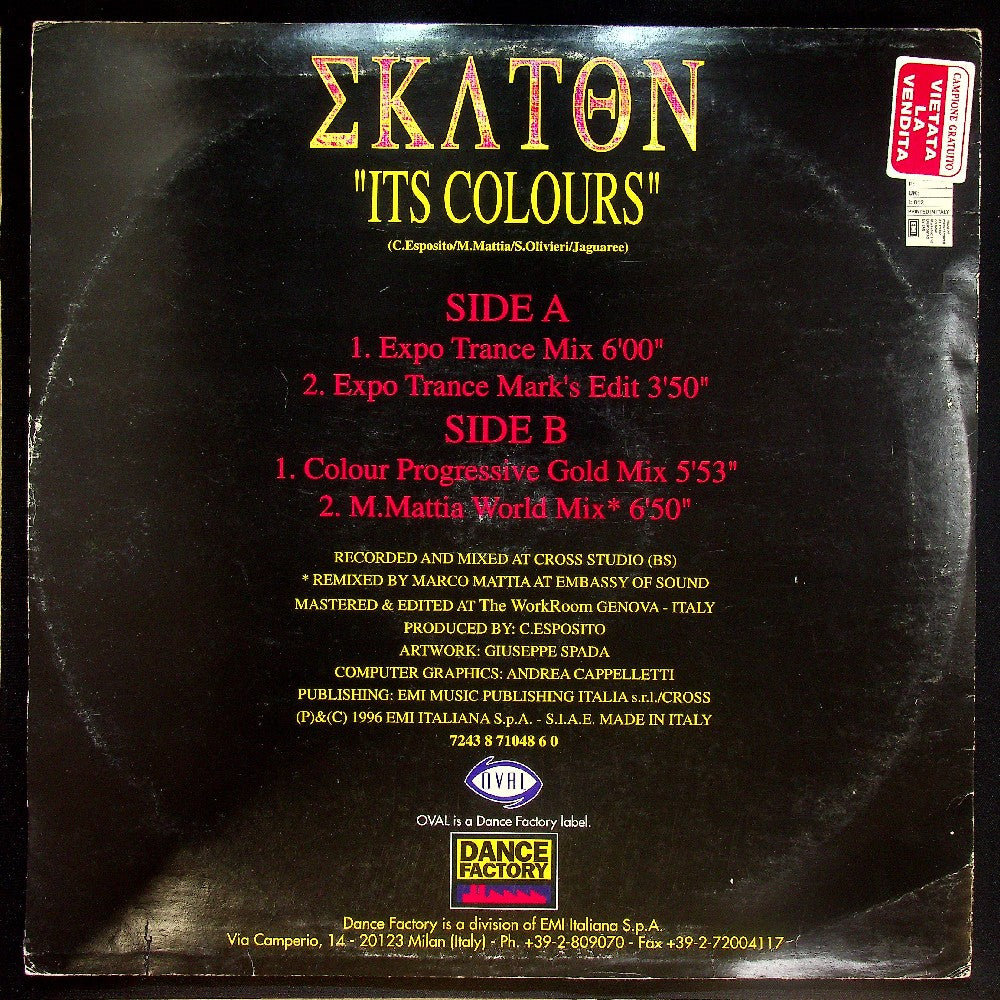 ΣΚΛΤΘΝ
"ITS COLOURS"
(C.Esposito/M.Mattia/S.Olivieri/Jaguaree)
CAMPIONE GRATUITO
VIETATA
LA
VENDITA
PRINTED IN ITALY
EMI
SIDE A
1. Expo Trance Mix 6'00"
2. Expo Trance Mark's Edit 3'50"
SIDE B
1. Colour Progressive Gold Mix 5'53"
2. M.Mattia World Mix* 6'50"
RECORDED AND MIXED AT CROSS STUDIO (BS)
* REMIXED BY MARCO MATTIA AT EMBASSY OF SOUND
MASTERED & EDITED AT The WorkRoom GENOVA - ITALY
PRODUCED BY: C.ESPOSITO
ARTWORK: GIUSEPPE SPADA
COMPUTER GRAPHICS: ANDREA CAPPELLETTI
PUBLISHING: EMI MUSIC PUBLISHING ITALIA s.r.l./CROSS
(P)&(C) 1996 EMI ITALIANA S.p.A. - S.I.A.E. MADE IN ITALY
7243 8 71048 6 0
OVAL
OVAL is a Dance Factory label.
DANCE
FACTORY
Dance Factory is a division of EMI Italiana S.p.A.
Via Camperio, 14 - 20123 Milan (Italy) - Ph. +39-2-809070 - Fax +39-2-72004117